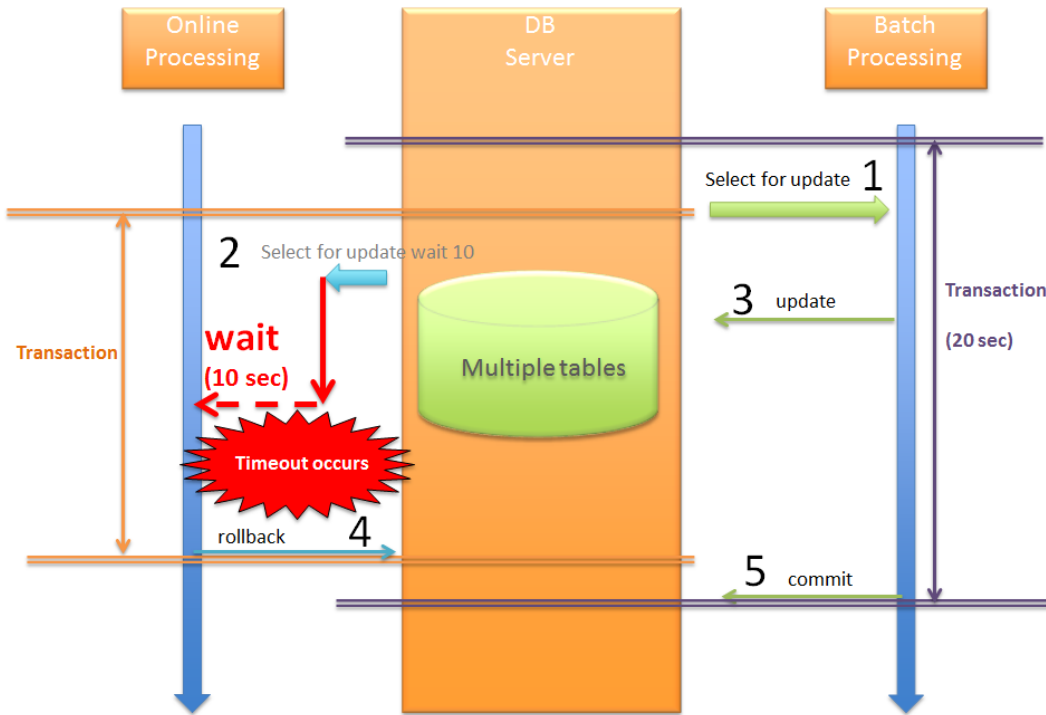 Online
Processing
DB
Server
Batch
Processing
Select for update 1
2 Select for update wait 10
3 update
Transaction
(20 sec)
wait
(10 sec)
Transaction
Multiple tables
Timeout occurs
rollback 4
5 commit